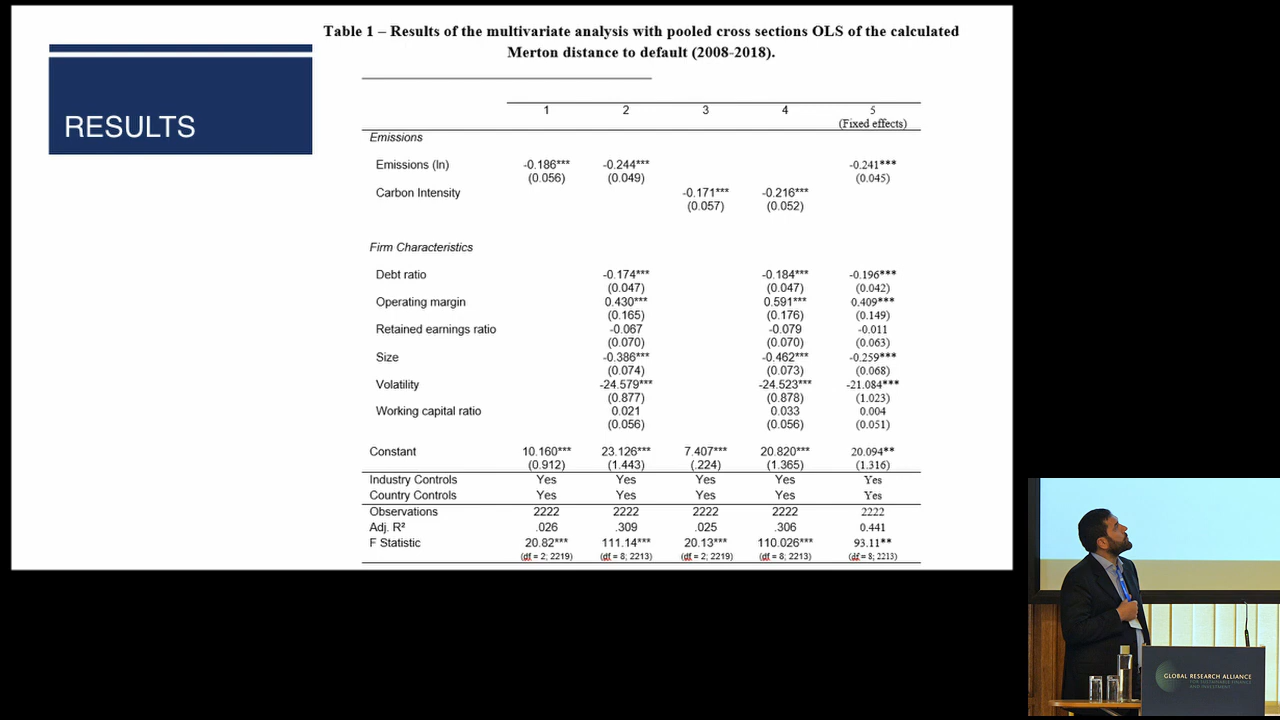 Table 1 – Results of the multivariate analysis with pooled cross sections OLS of the calculated
Merton distance to default (2008-2018).
RESULTS
1 2 3 4 5
(Fixed effects)
Emissions
Emissions (ln) -0.186*** -0.244*** -0.241***
(0.056) (0.049) (0.045)
Carbon Intensity -0.171*** -0.216***
(0.057) (0.052)
Firm Characteristics
Debt ratio -0.174*** -0.184*** -0.196***
(0.047) (0.047) (0.042)
Operating margin 0.430*** 0.591*** 0.409***
(0.165) (0.176) (0.149)
Retained earnings ratio -0.067 -0.079 -0.011
(0.070) (0.070) (0.063)
Size -0.386*** -0.462*** -0.259***
(0.074) (0.073) (0.068)
Volatility -24.579*** -24.523*** -21.084***
(0.877) (0.878) (1.023)
Working capital ratio 0.021 0.033 0.004
(0.056) (0.056) (0.051)
Constant 10.160*** 23.126*** 7.407*** 20.820*** 20.094**
(0.912) (1.443) (.224) (1.365) (1.316)
Industry Controls Yes Yes Yes Yes Yes
Country Controls Yes Yes Yes Yes Yes
Observations 2222 2222 2222 2222 2222
Adj. R² .026 .309 .025 .306 0.441
F Statistic 20.82*** 111.14*** 20.13*** 110.026*** 93.11**
(df = 2; 2219) (df = 8; 2213) (df = 2; 2219) (df = 8; 2213) (df = 8; 2213)
GLOBAL RESEARCH ALLIANCE
FOR SUSTAINABLE FINANCE
AND INVESTMENT